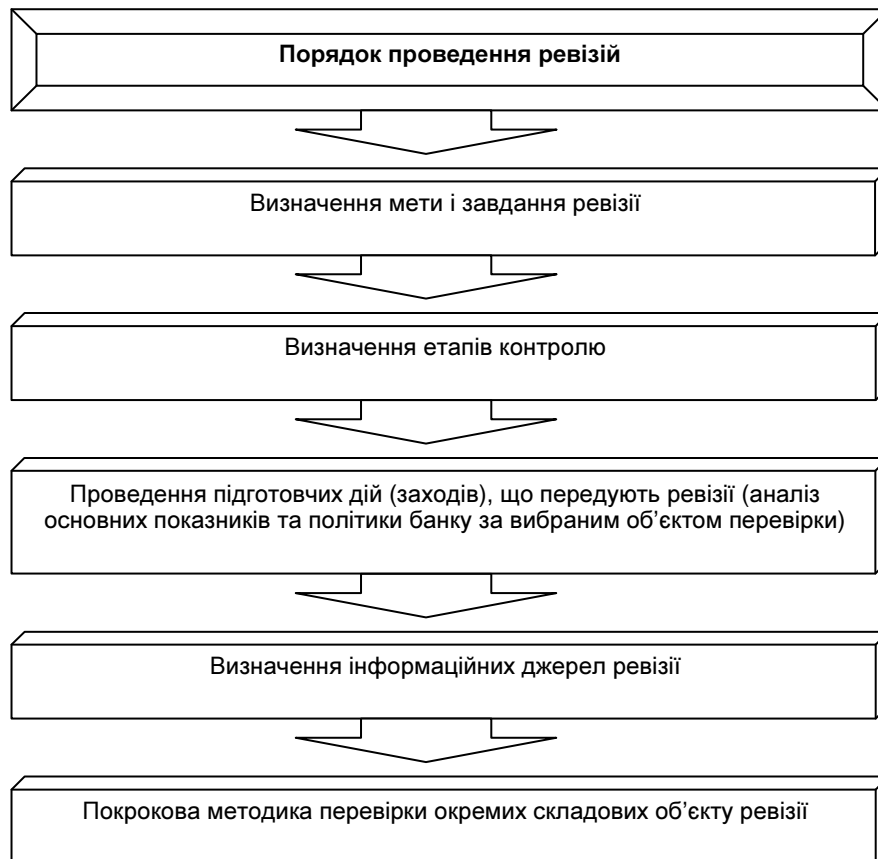 Порядок проведення ревізій
Визначення мети і завдання ревізії
Визначення етапів контролю
Проведення підготовчих дій (заходів), що передують ревізії (аналіз
основних показників та політики банку за вибраним об’єктом перевірки)
Визначення інформаційних джерел ревізії
Покрокова методика перевірки окремих складових об’єкту ревізії